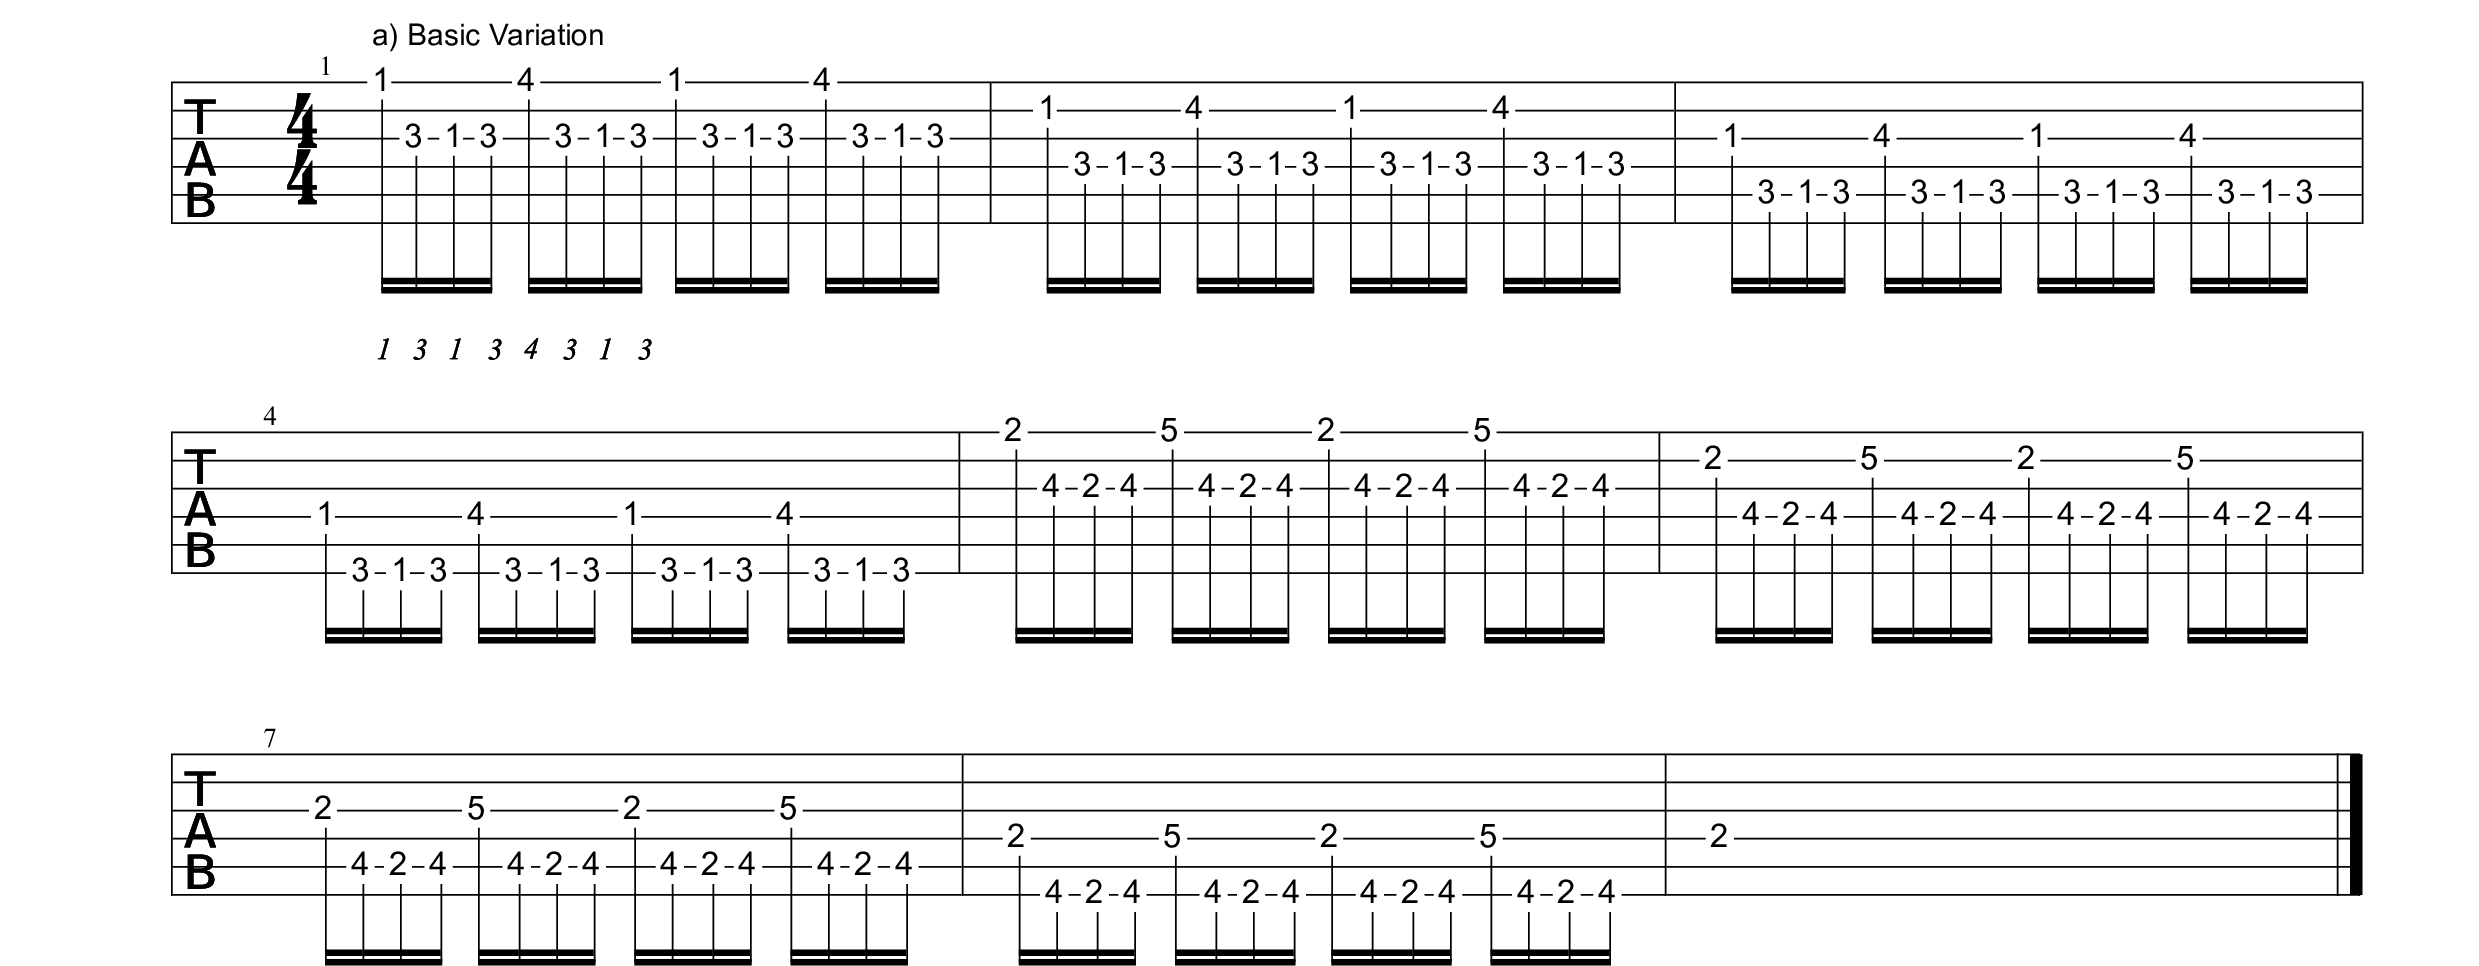 a) Basic Variation
1
1 4 1 4 1 4 1 4 1 4 1 4
T A B 4 4 3 1 3 3 1 3 3 1 3 3 1 3 3 1 3 3 1 3 3 1 3 3 1 3 3 1 3 3 1 3 3 1 3 3 1 3
1 3 1 3 4 3 1 3
4
2 5 2 5 2 5 2 5
T A B 1 4 1 4 4 2 4 4 2 4 4 2 4 4 2 4 4 2 4 4 2 4 4 2 4 4 2 4
3 1 3 3 1 3 3 1 3 3 1 3
7
T A B 2 5 2 5 2 5 2 5 2
4 2 4 4 2 4 4 2 4 4 2 4 4 2 4 4 2 4 4 2 4 4 2 4